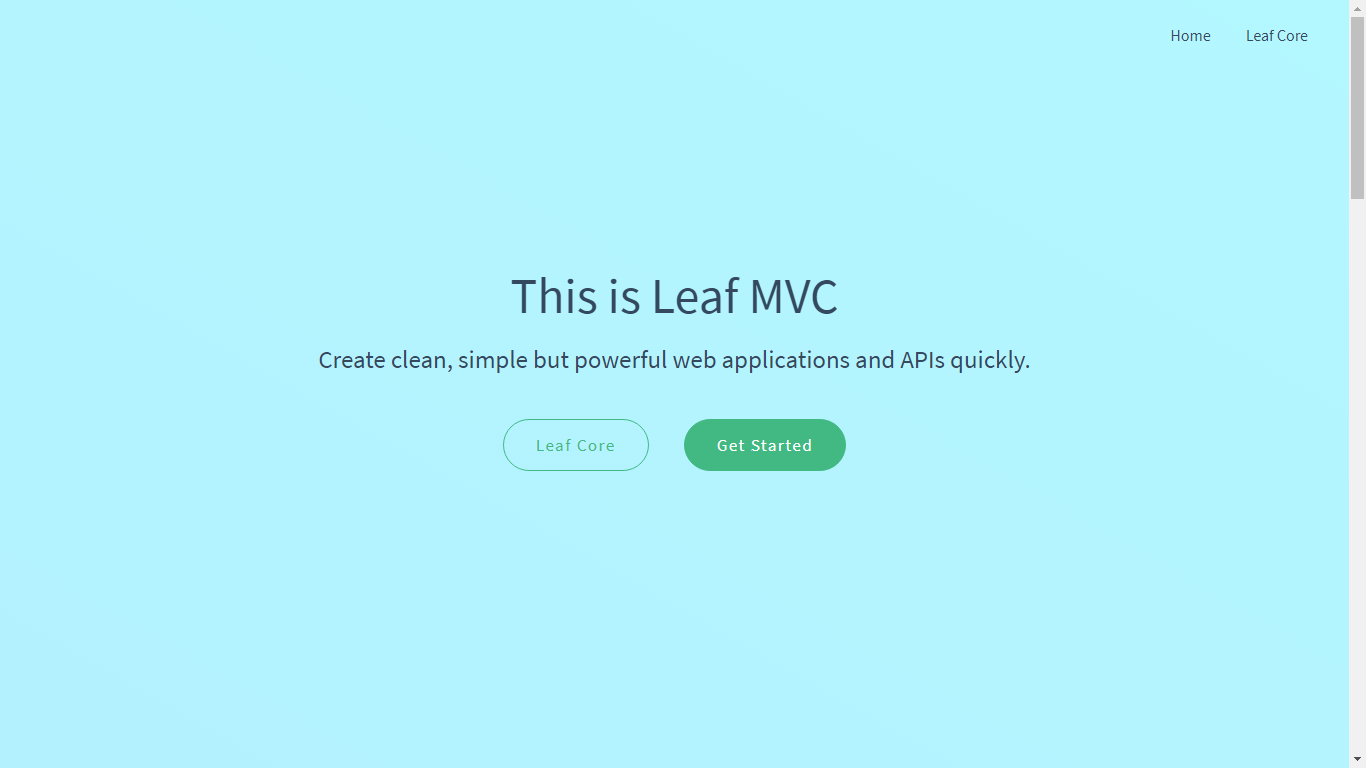 Home Leaf Core
This is Leaf MVC
Create clean, simple but powerful web applications and APIs quickly.
Leaf Core Get Started